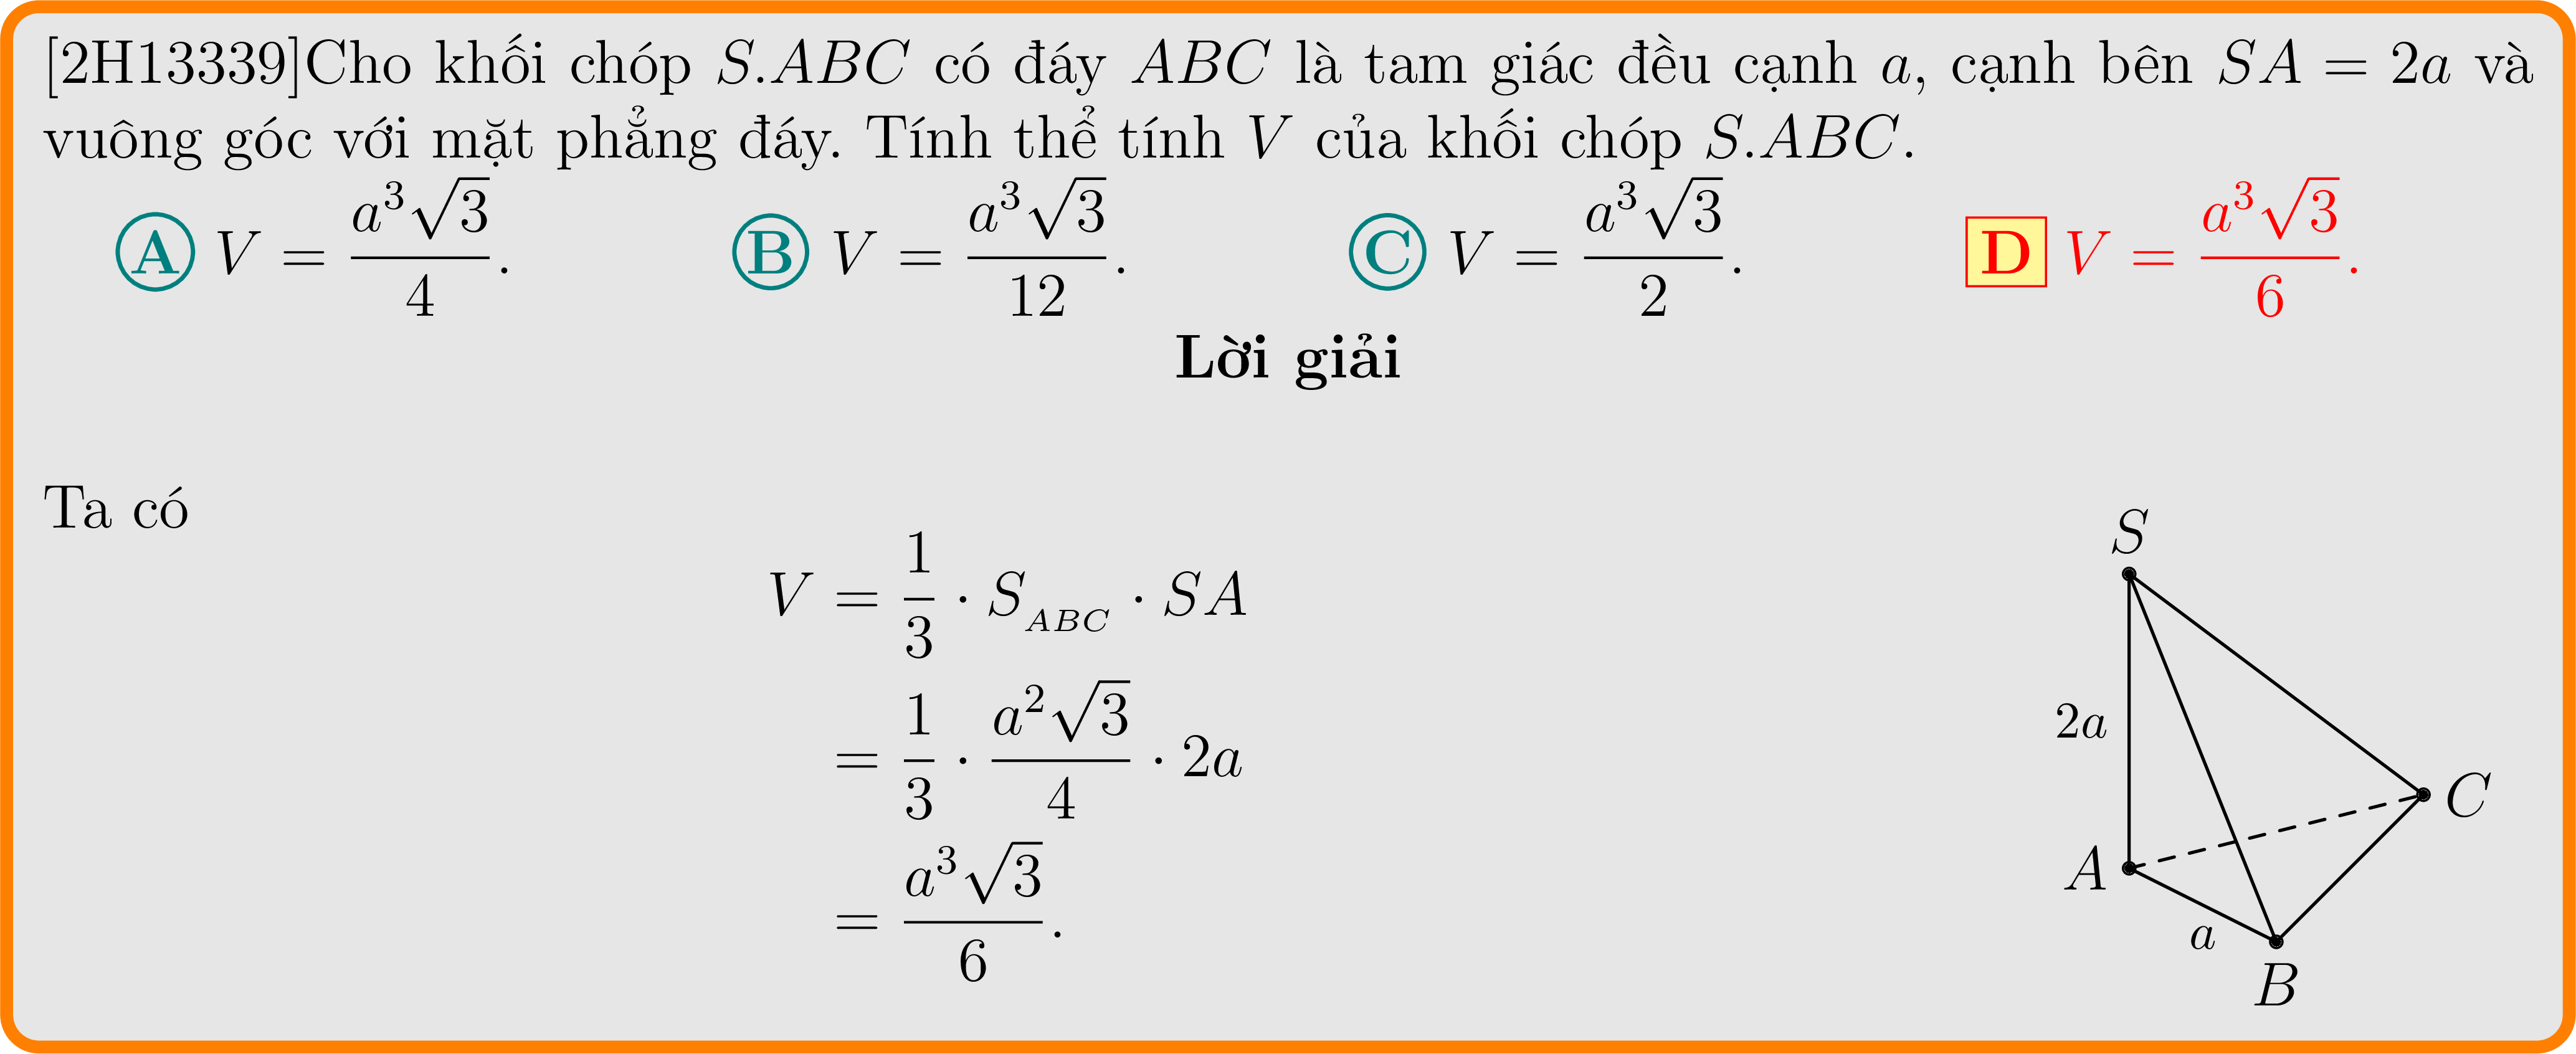 [2H13339]Cho khối chóp S.ABC có đáy ABC là tam giác đều cạnh a, cạnh bên SA = 2a và
vuông góc với mặt phẳng đáy. Tính thể tính V của khối chóp S.ABC.
A V = \frac{a^3\sqrt{3}}{4}. B V = \frac{a^3\sqrt{3}}{12}. C V = \frac{a^3\sqrt{3}}{2}. D V = \frac{a^3\sqrt{3}}{6}.
Lời giải
Ta có
V = \frac{1}{3} · S_{ABC} · SA
= \frac{1}{3} · \frac{a^2\sqrt{3}}{4} · 2a
= \frac{a^3\sqrt{3}}{6}.
S
2a
C
A
a
B